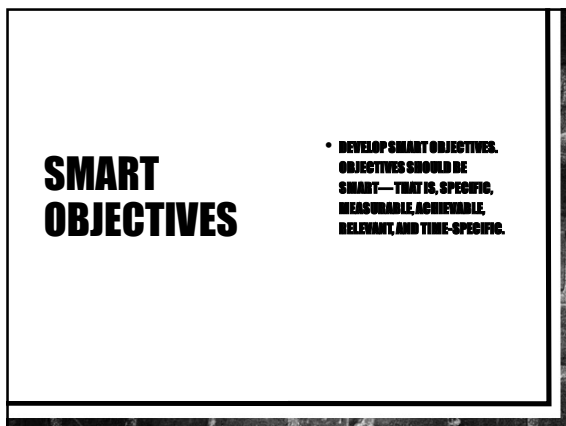 SMART
OBJECTIVES
• DEVELOP SMART OBJECTIVES.
OBJECTIVES SHOULD BE
SMART—THAT IS, SPECIFIC,
MEASURABLE, ACHIEVABLE,
RELEVANT, AND TIME-SPECIFIC.